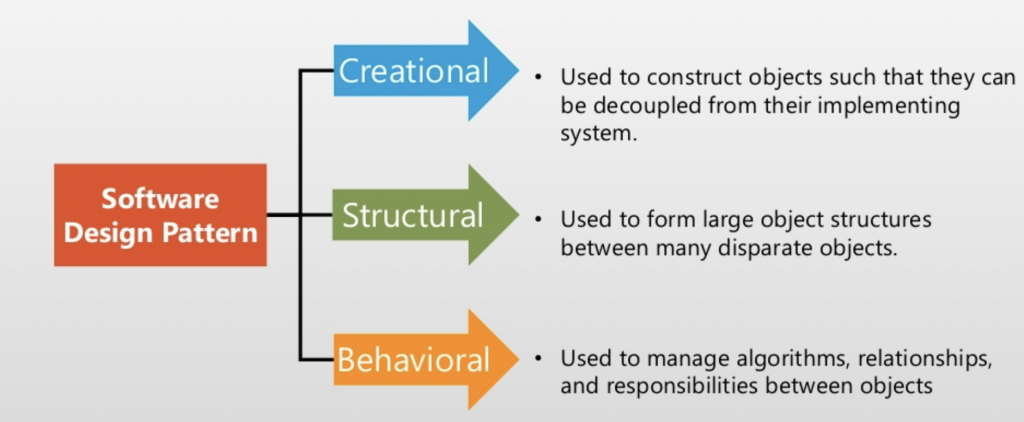 Software
Design Pattern
Creational
• Used to construct objects such that they can
be decoupled from their implementing
system.
Structural
• Used to form large object structures
between many disparate objects.
Behavioral
• Used to manage algorithms, relationships,
and responsibilities between objects